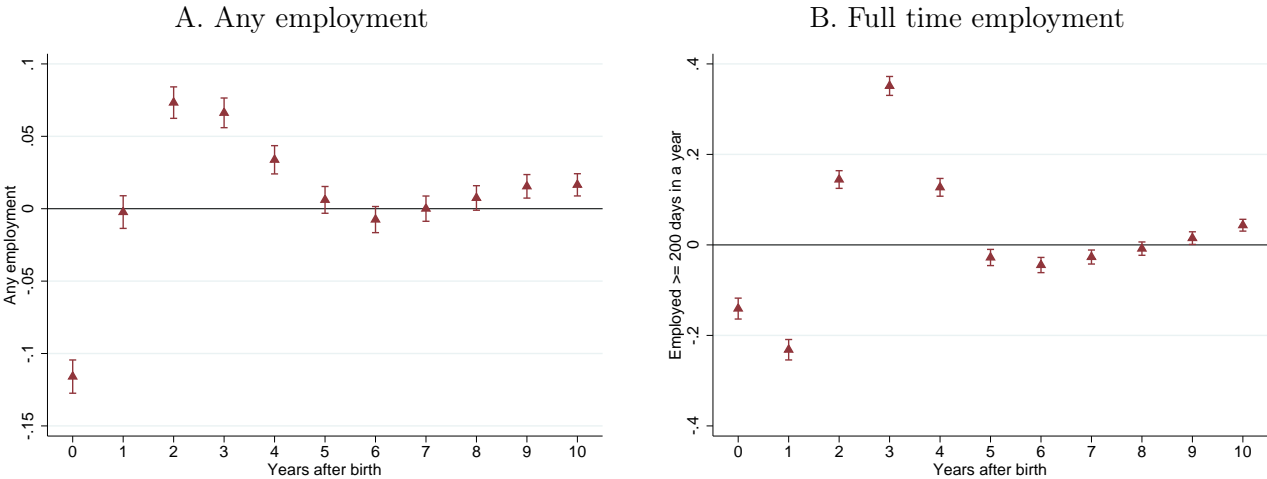 A. Any employment
Any employment
.1
.05
0
-.05
-.1
-.15
0 1 2 3 4 5 6 7 8 9 10
Years after birth
B. Full time employment
Employed >= 200 days in a year
.4
.2
0
-.2
-.4
0 1 2 3 4 5 6 7 8 9 10
Years after birth